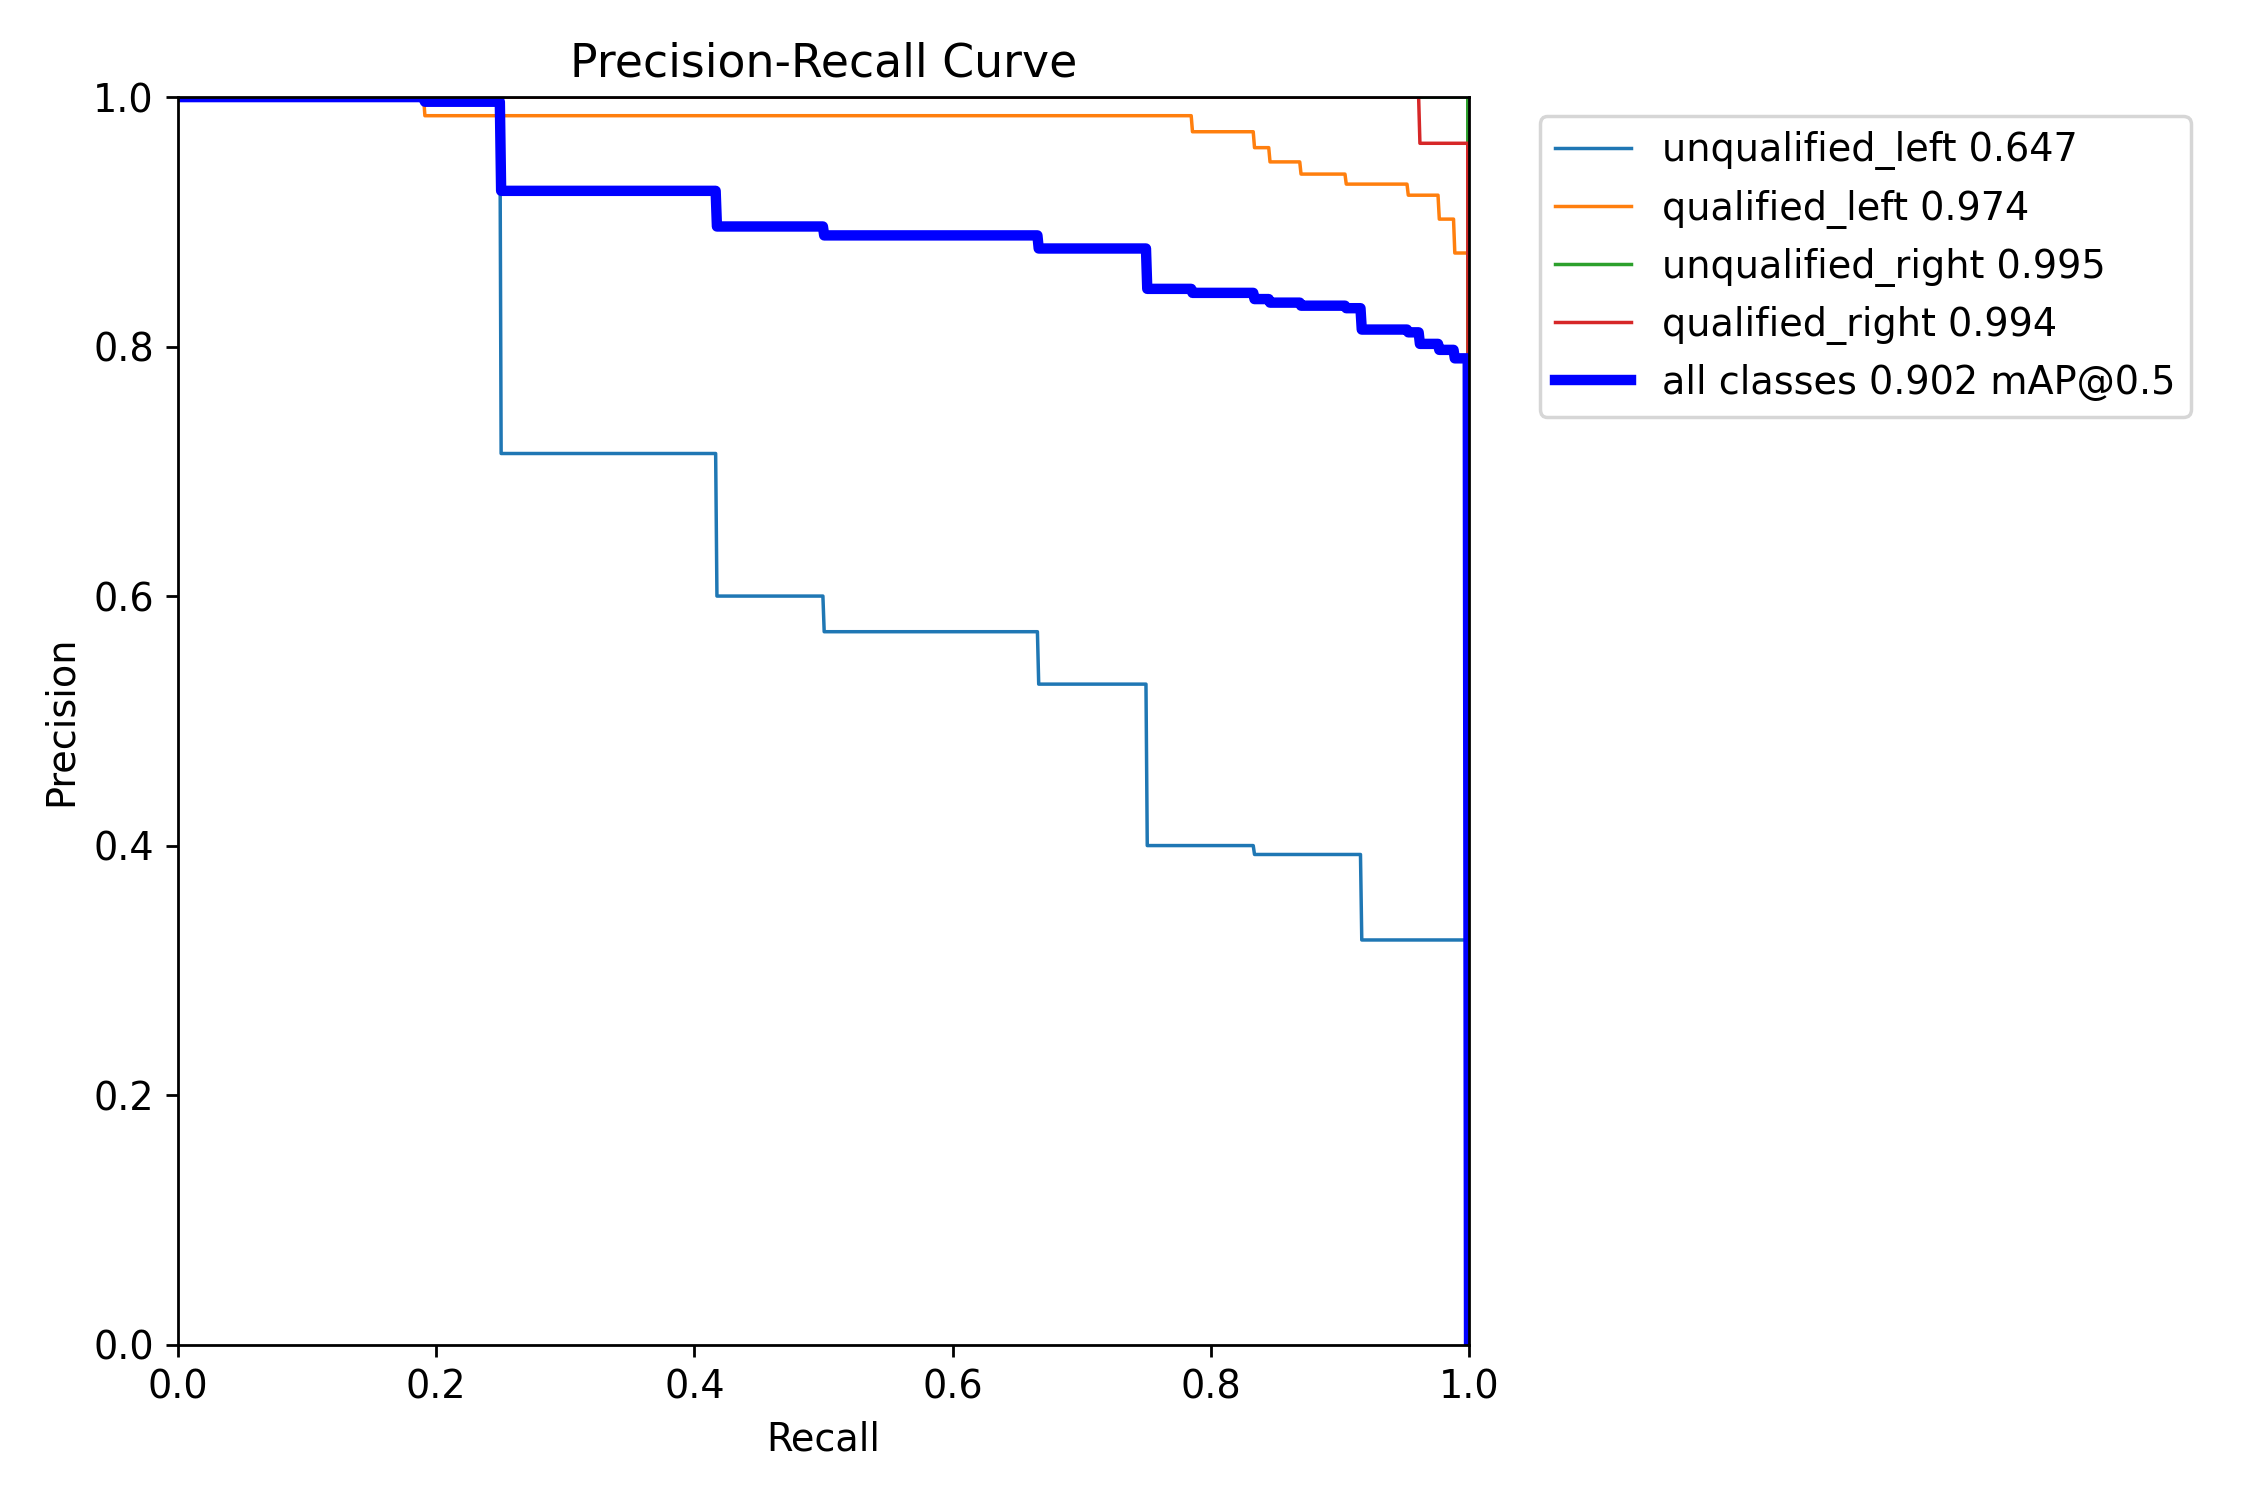 Precision-Recall Curve
1.0
0.8
0.6
0.4
0.2
0.0
Precision
0.0 0.2 0.4 0.6 0.8 1.0
Recall
unqualified_left 0.647
qualified_left 0.974
unqualified_right 0.995
qualified_right 0.994
all classes 0.902 mAP@0.5